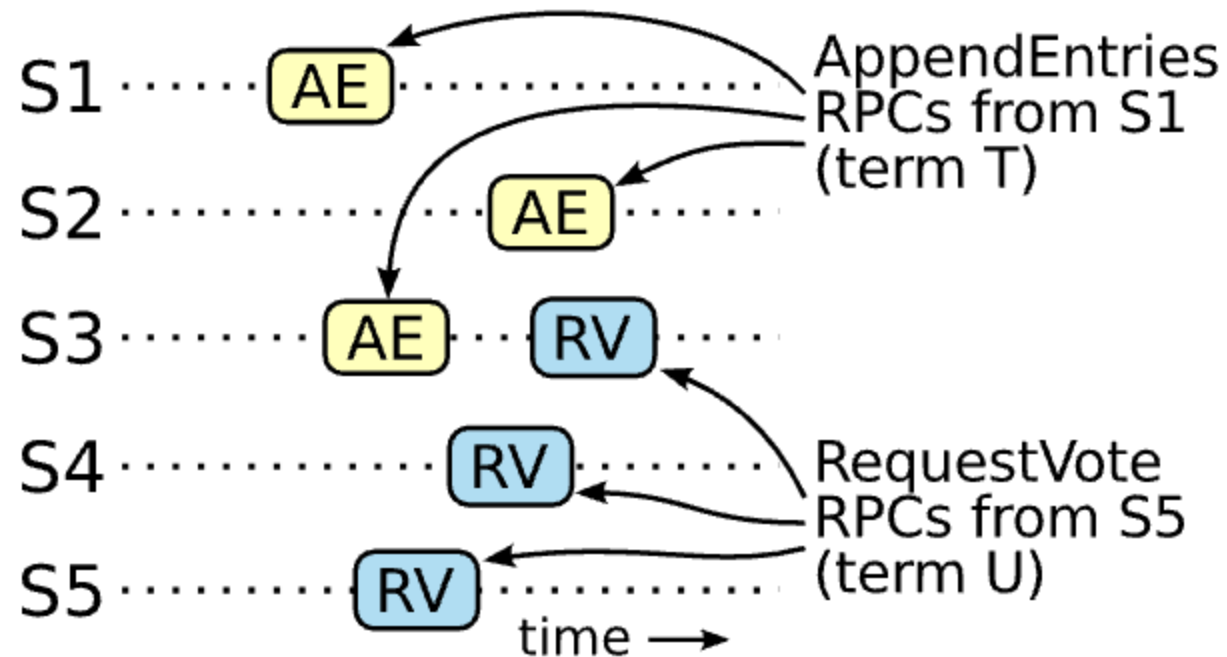 S1 AE
AppendEntries
RPCs from S1
(term T)
S2 AE
S3 AE RV
S4 RV
RequestVote
RPCs from S5
(term U)
S5 RV
time